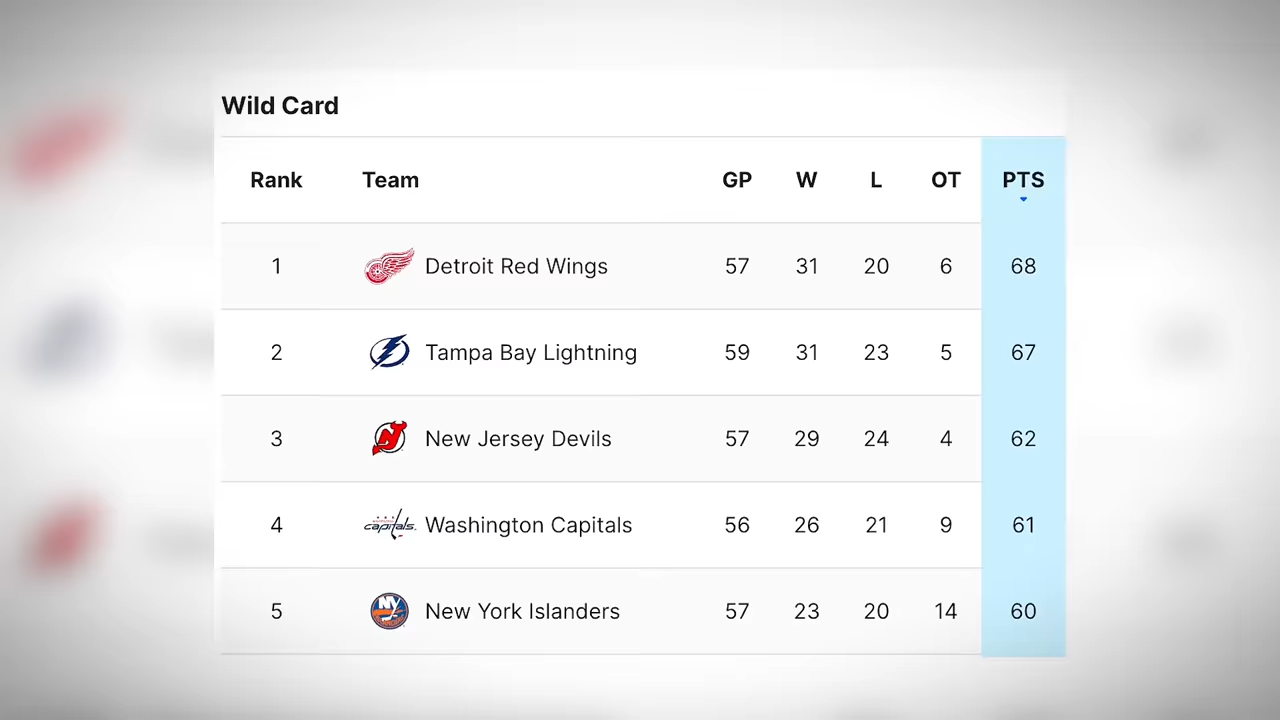 Wild Card
Rank Team GP W L OT PTS
1 Detroit Red Wings 57 31 20 6 68
2 Tampa Bay Lightning 59 31 23 5 67
3 New Jersey Devils 57 29 24 4 62
4 capitals. Washington Capitals 56 26 21 9 61
5 NY New York Islanders 57 23 20 14 60